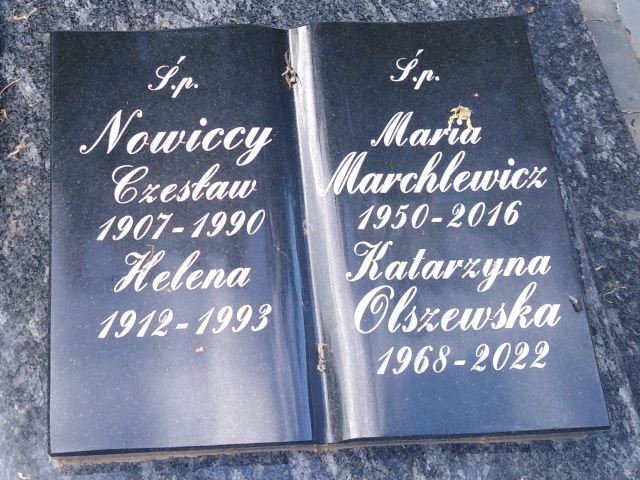 Ś.p.
Nowiccy
Czesław
1907-1990
Helena
1912-1993
Ś.p.
Maria
Marchlewicz
1950-2016
Katarzyna
Olszewska
1968-2022